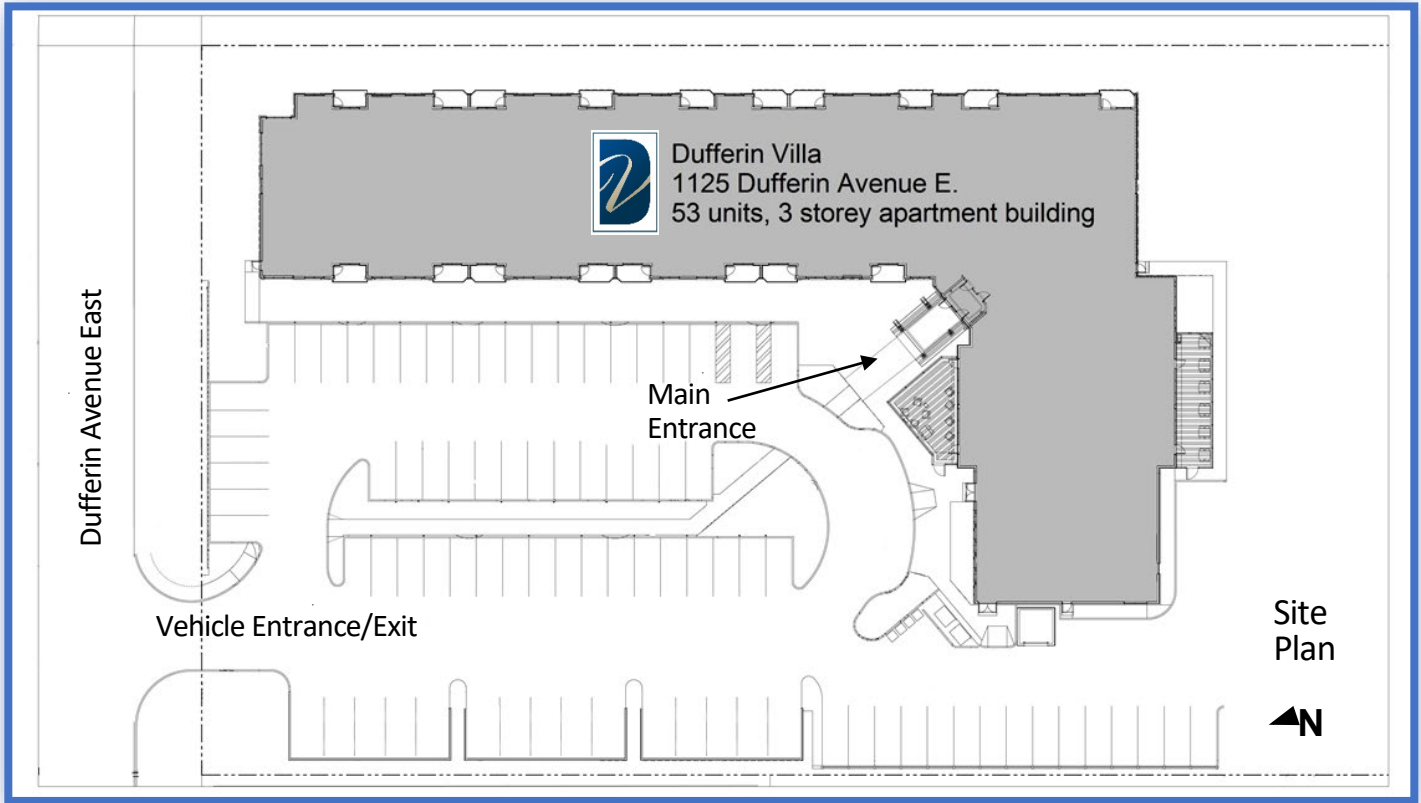 Dufferin Villa
1125 Dufferin Avenue E.
53 units, 3 storey apartment building
Dufferin Avenue East
Main
Entrance
Vehicle Entrance/Exit
Site
Plan
N